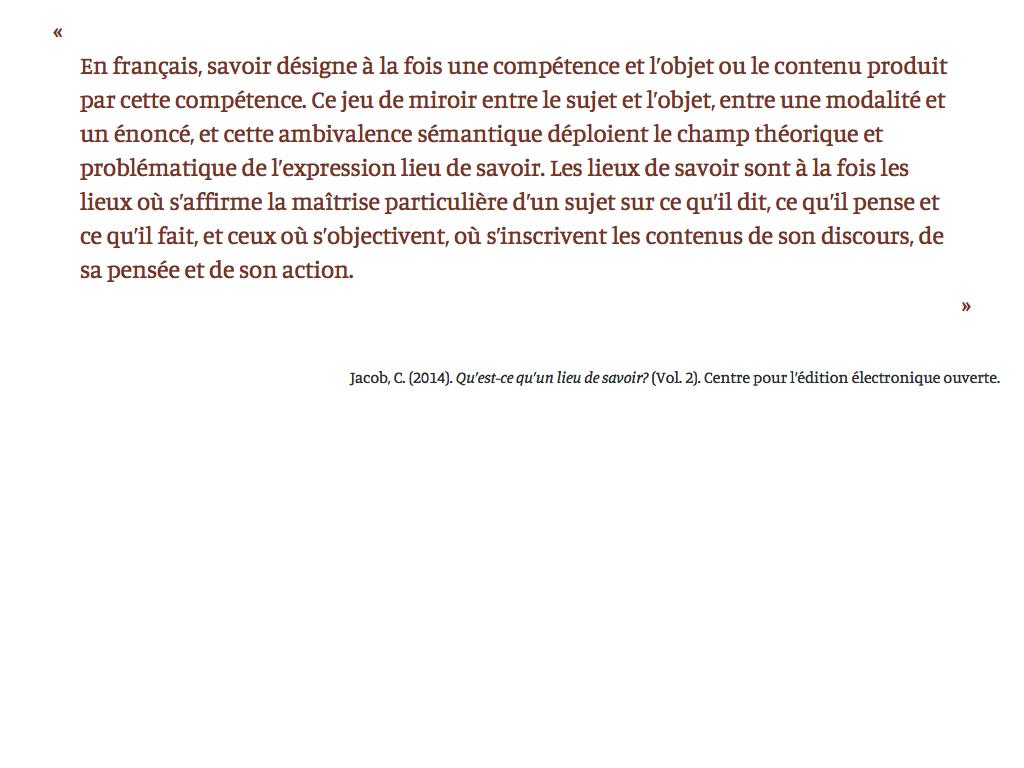 «
En français, savoir désigne à la fois une compétence et l'objet ou le contenu produit
par cette compétence. Ce jeu de miroir entre le sujet et l'objet, entre une modalité et
un énoncé, et cette ambivalence sémantique déploient le champ théorique et
problématique de l'expression lieu de savoir. Les lieux de savoir sont à la fois les
lieux où s'affirme la maîtrise particulière d'un sujet sur ce qu'il dit, ce qu'il pense et
ce qu'il fait, et ceux où s'objectivent, où s'inscrivent les contenus de son discours, de
sa pensée et de son action.
»
Jacob, C. (2014). Qu'est-ce qu'un lieu de savoir? (Vol. 2). Centre pour l'édition électronique ouverte.